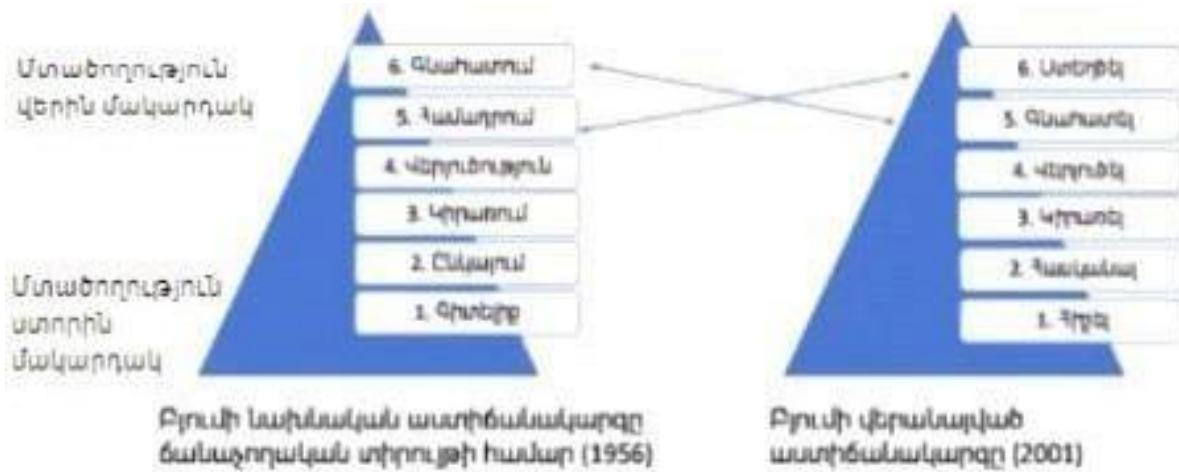 Մտածողություն
վերին մակարդակ
6. Գնահատում
5. Համադրում
4. Վերլուծություն
3. Կիրառում
2. Ընկալում
1. Գիտելիք
Մտածողություն
ստորին
մակարդակ
Բլումի նախնական աստիճանակարգը
ճանաչողական տիրույթի համար (1956)
6. Ստեղծել
5. Գնահատել
4. Վերլուծել
3. Կիրառել
2. Հասկանալ
1. Հիշել
Բլումի վերանայված
աստիճանակարգը (2001)